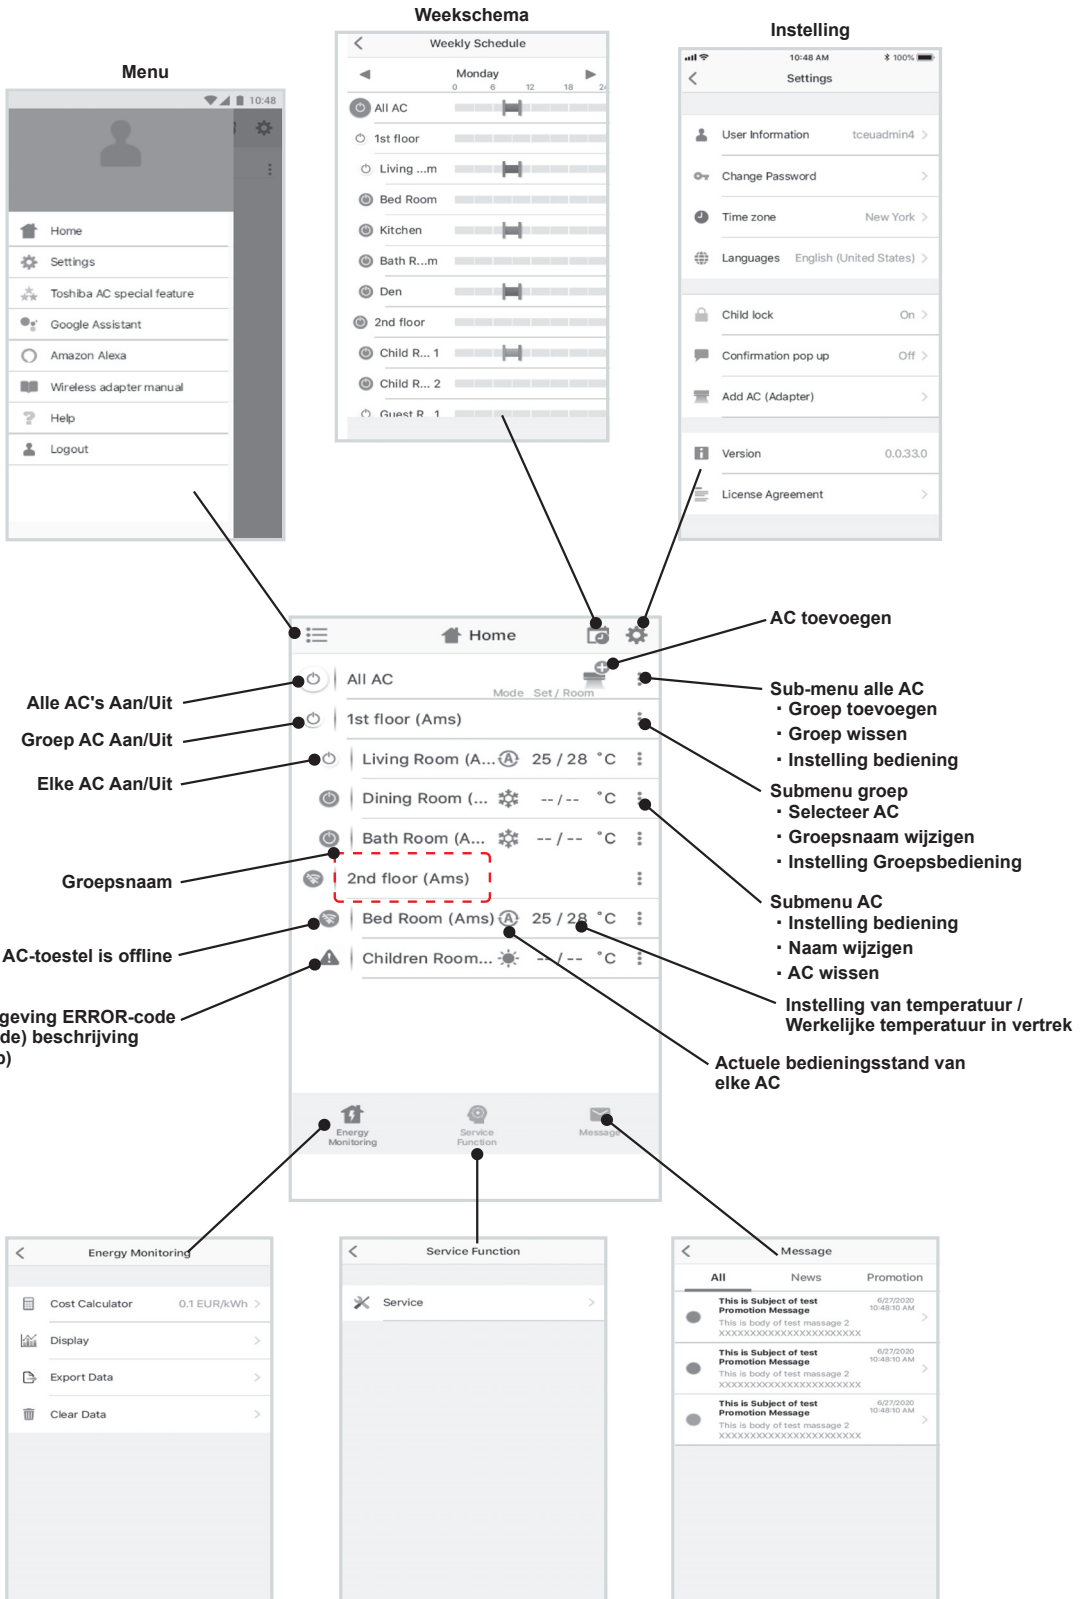 Weekschema
Instelling
Menu
10:48
Home
Settings
Toshiba AC special feature
Google Assistant
Amazon Alexa
Wireless adapter manual
Help
Logout
Weekly Schedule
Monday
0 6 12 18 24
All AC
1st floor
Living ...m
Bed Room
Kitchen
Bath R...m
Den
2nd floor
Child R... 1
Child R... 2
Guest R...1
10:48 AM 100%
Settings
User Information tceuadmin4
Change Password
Time zone New York
Languages English (United States)
Child lock On
Confirmation pop up Off
Add AC (Adapter)
Version 0.0.33.0
License Agreement
Home
All AC
Mode Set / Room
1st floor (Ams)
Living Room (A... A 25 / 28 °C
Dining Room (... -- / -- °C
Bath Room (A... -- / -- °C
2nd floor (Ams)
Bed Room (Ams) A 25 / 28 °C
Children Room... -- / -- °C
Energy
Monitoring
Service
Function
Message
Alle AC's Aan/Uit
Groep AC Aan/Uit
Elke AC Aan/Uit
Groepsnaam
AC-toestel is offline
geving ERROR-code
de) beschrijving
)
AC toevoegen
Sub-menu alle AC
· Groep toevoegen
· Groep wissen
· Instelling bediening
Submenu groep
· Selecteer AC
· Groepsnaam wijzigen
· Instelling Groepsbediening
Submenu AC
· Instelling bediening
· Naam wijzigen
· AC wissen
Instelling van temperatuur /
Werkelijke temperatuur in vertrek
Actuele bedieningsstand van
elke AC
Energy Monitoring
Cost Calculator 0.1 EUR/kWh
Display
Export Data
Clear Data
Service Function
Service
Message
All News Promotion
This is Subject of test
Promotion Message
6/27/2020
10:48:10 AM
This is body of test massage 2
XXXXXXXXXXXXXXXXXXXXXXX
This is Subject of test
Promotion Message
6/27/2020
10:48:10 AM
This is body of test massage 2
XXXXXXXXXXXXXXXXXXXXXXX
This is Subject of test
Promotion Message
6/27/2020
10:48:10 AM
This is body of test massage 2
XXXXXXXXXXXXXXXXXXXXXXX